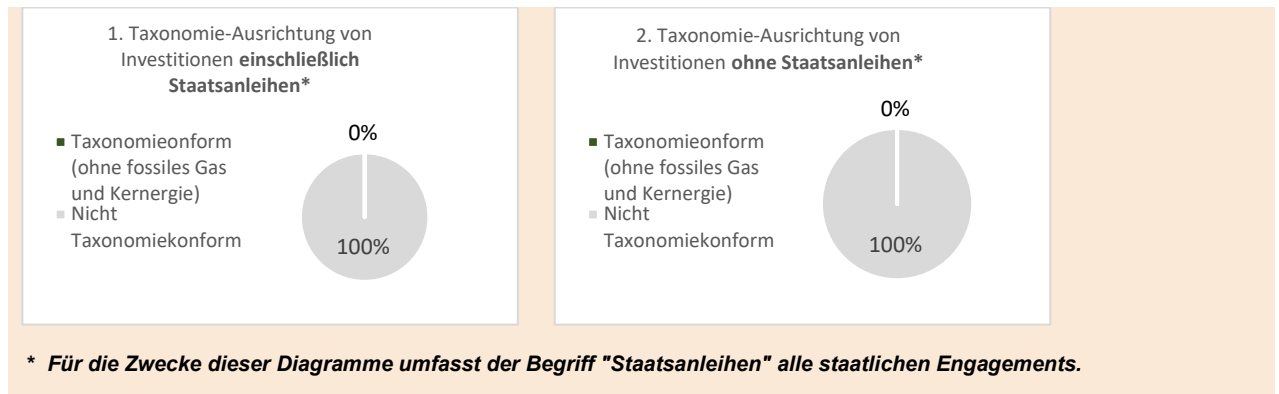 1. Taxonomie-Ausrichtung von
Investitionen einschließlich
Staatsanleihen*
0%
Taxonomieonform
(ohne fossiles Gas
und Kernergie)
Nicht
Taxonomiekonform
100%
2. Taxonomie-Ausrichtung von
Investitionen ohne Staatsanleihen*
0%
Taxonomieonform
(ohne fossiles Gas
und Kernergie)
Nicht
Taxonomiekonform
100%
* Für die Zwecke dieser Diagramme umfasst der Begriff "Staatsanleihen" alle staatlichen Engagements.